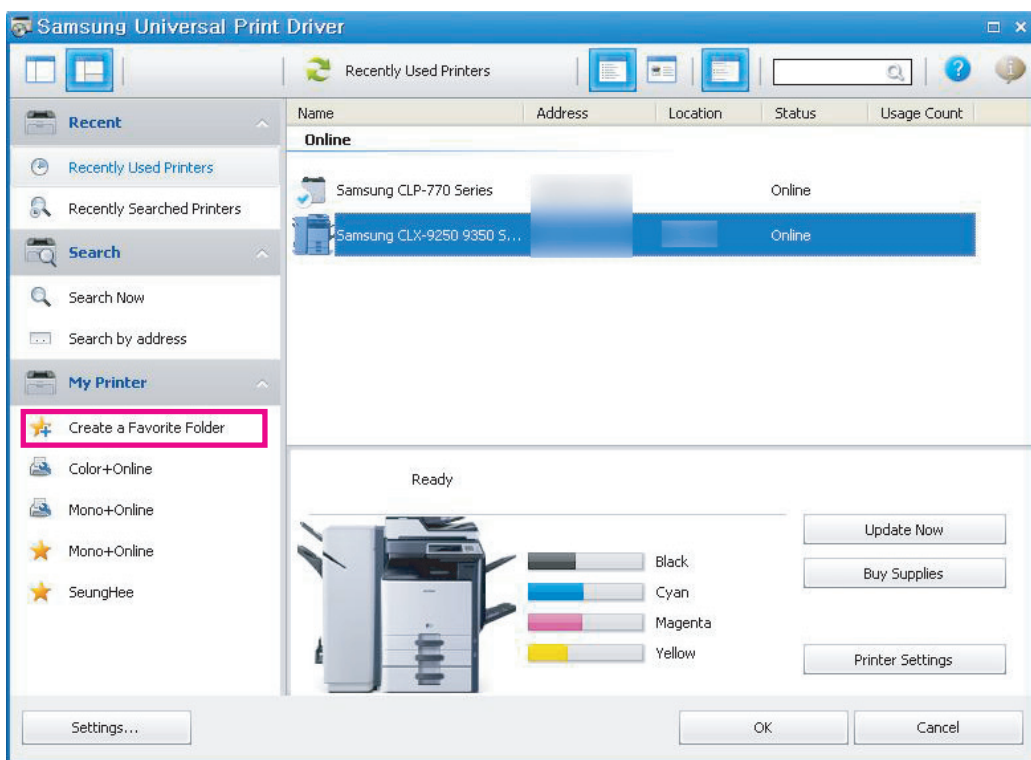 Samsung Universal Print Driver
Recently Used Printers
Recent
Recently Used Printers
Recently Searched Printers
Search
Search Now
Search by address
My Printer
Create a Favorite Folder
Color+Online
Mono+Online
Mono+Online
SeungHee
Name Address Location Status Usage Count
Online
Samsung CLP-770 Series Online
Samsung CLX-9250 9350 S... Online
Ready
Black
Cyan
Magenta
Yellow
Update Now
Buy Supplies
Printer Settings
Settings... OK Cancel